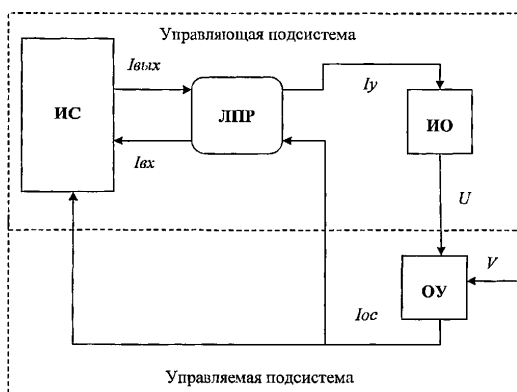 Управляющая подсистема
Iвых
Iу
ИС
ЛПР
ИО
Iвх
U
V
ОУ
Iос
Управляемая подсистема